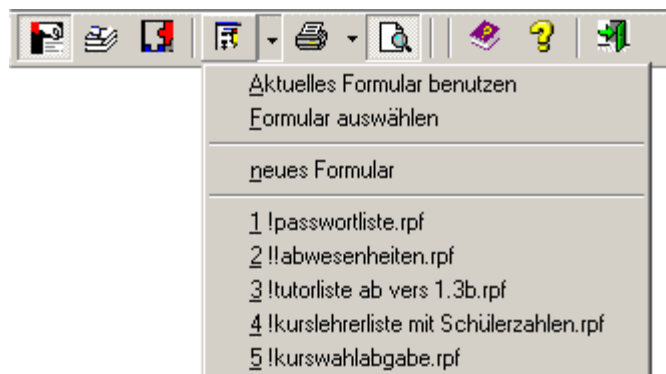 Aktuelles Formular benutzen
Formular auswählen
neues Formular
1 !passwortliste.rpf
2 !!abwesenheiten.rpf
3 !tutorliste ab vers 1.3b.rpf
4 !kurslehrerliste mit Schülerzahlen.rpf
5 !kurswahlabgabe.rpf